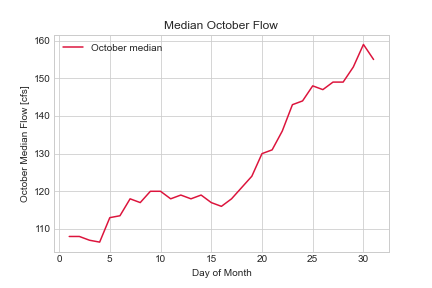 Median October Flow
October median
October Median Flow [cfs]
160
150
140
130
120
110
0 5 10 15 20 25 30
Day of Month